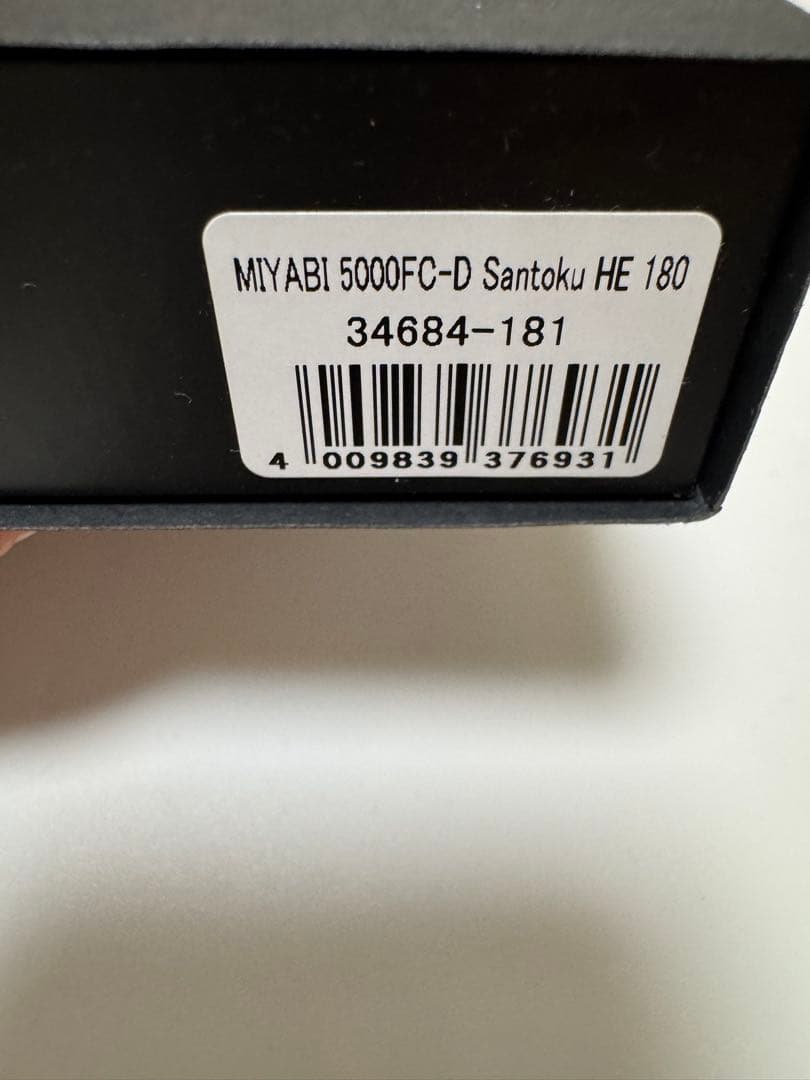 MIYABI 5000FC-D Santoku HE 180
34684-181
4 009839 376931